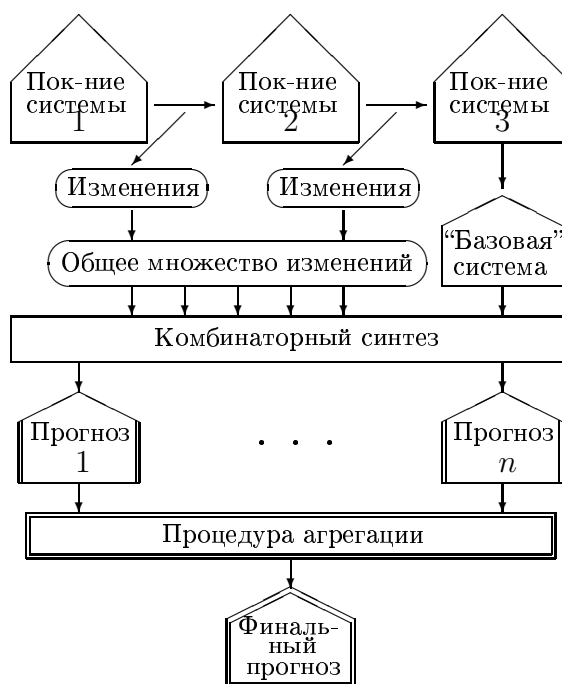 Пок-ние
системы
1
Пок-ние
системы
2
Пок-ние
системы
3
Изменения
Изменения
Общее множество изменений
“Базовая”
система
Комбинаторный синтез
Прогноз
1
. . .
Прогноз
n
Процедура агрегации
Финаль-
ный
прогноз